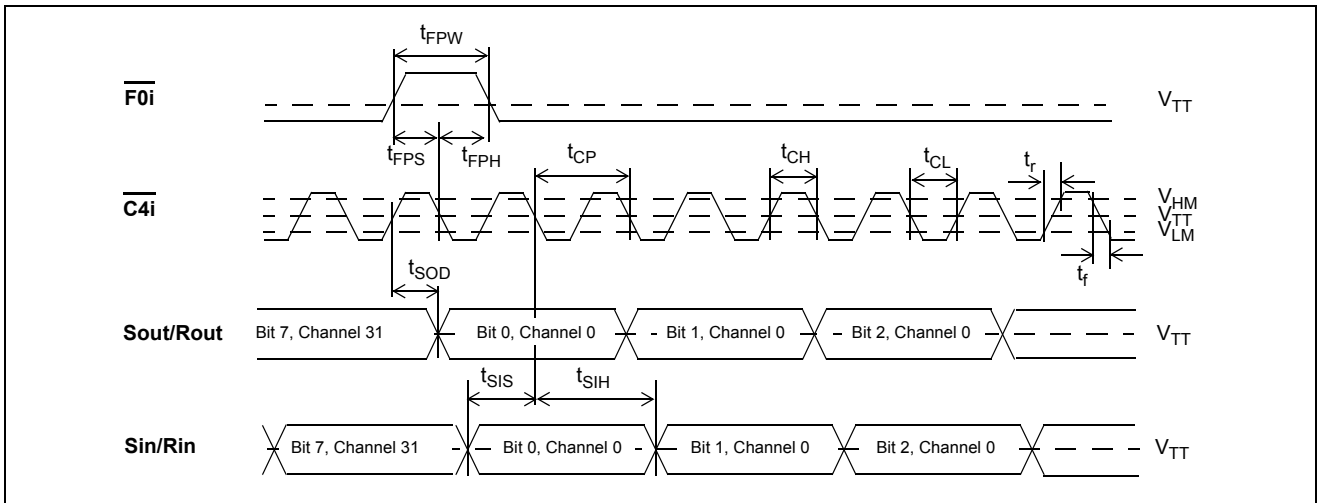 tFPW
F0i
VTT
tFPS tFPH tCP tCH tCL tr
C4i
VHM
VTT
VLM
tSOD tf
Sout/Rout Bit 7, Channel 31 Bit 0, Channel 0 Bit 1, Channel 0 Bit 2, Channel 0 VTT
tSIS tSIH
Sin/Rin Bit 7, Channel 31 Bit 0, Channel 0 Bit 1, Channel 0 Bit 2, Channel 0 VTT